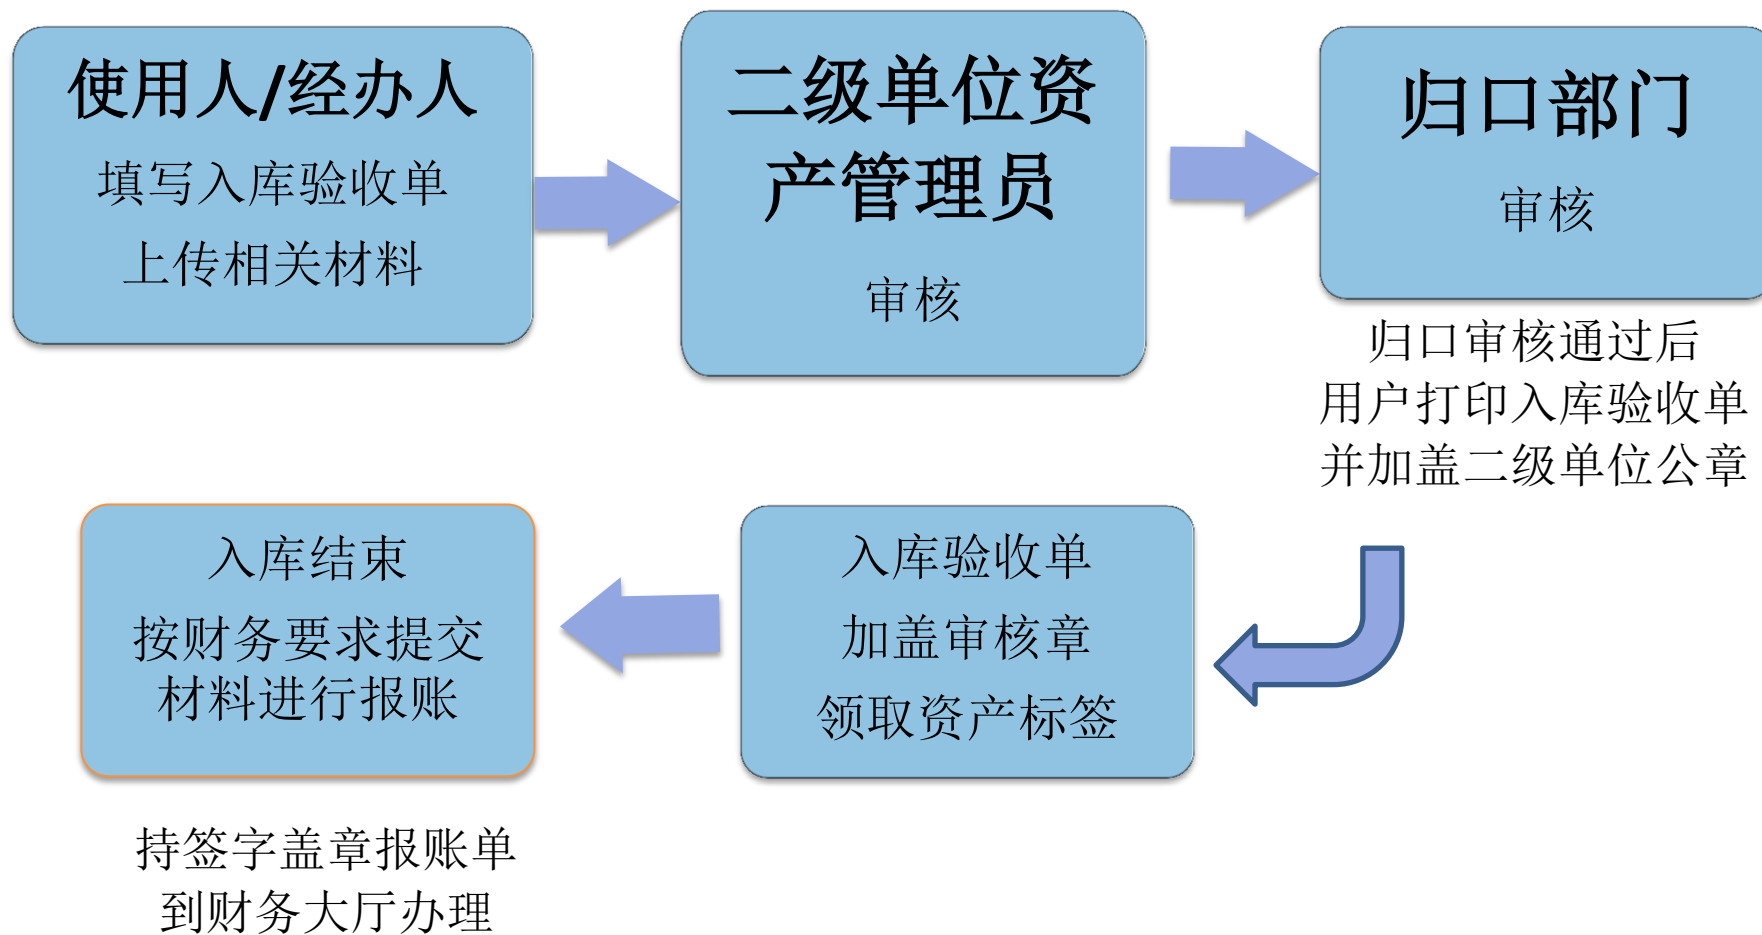 使用人/经办人
填写入库验收单
上传相关材料
二级单位资
产管理员
审核
归口部门
审核
归口审核通过后
用户打印入库验收单
并加盖二级单位公章
入库验收单
加盖审核章
领取资产标签
入库结束
按财务要求提交
材料进行报账
持签字盖章报账单
到财务大厅办理